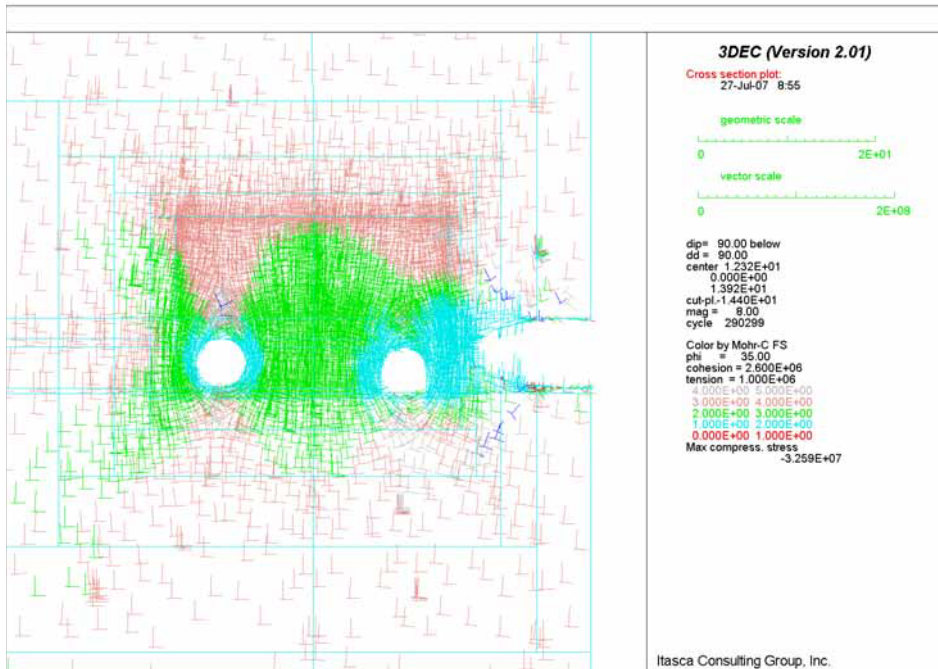 3DEC (Version 2.01)
Cross section plot:
27-Jul-07 8:55
geometric scale
0 2E+01
vector scale
0 2E+08
dip= 90.00 below
dd = 90.00
center 1.232E+01
0.000E+00
1.392E+01
cut-pl.-1.440E+01
mag = 8.00
cycle 290299
Color by Mohr-C FS
phi = 35.00
cohesion = 2.600E+06
tension = 1.000E+06
4.000E+00 5.000E+00
3.000E+00 4.000E+00
2.000E+00 3.000E+00
1.000E+00 2.000E+00
0.000E+00 1.000E+00
Max compress. stress
-3.259E+07
Itasca Consulting Group, Inc.